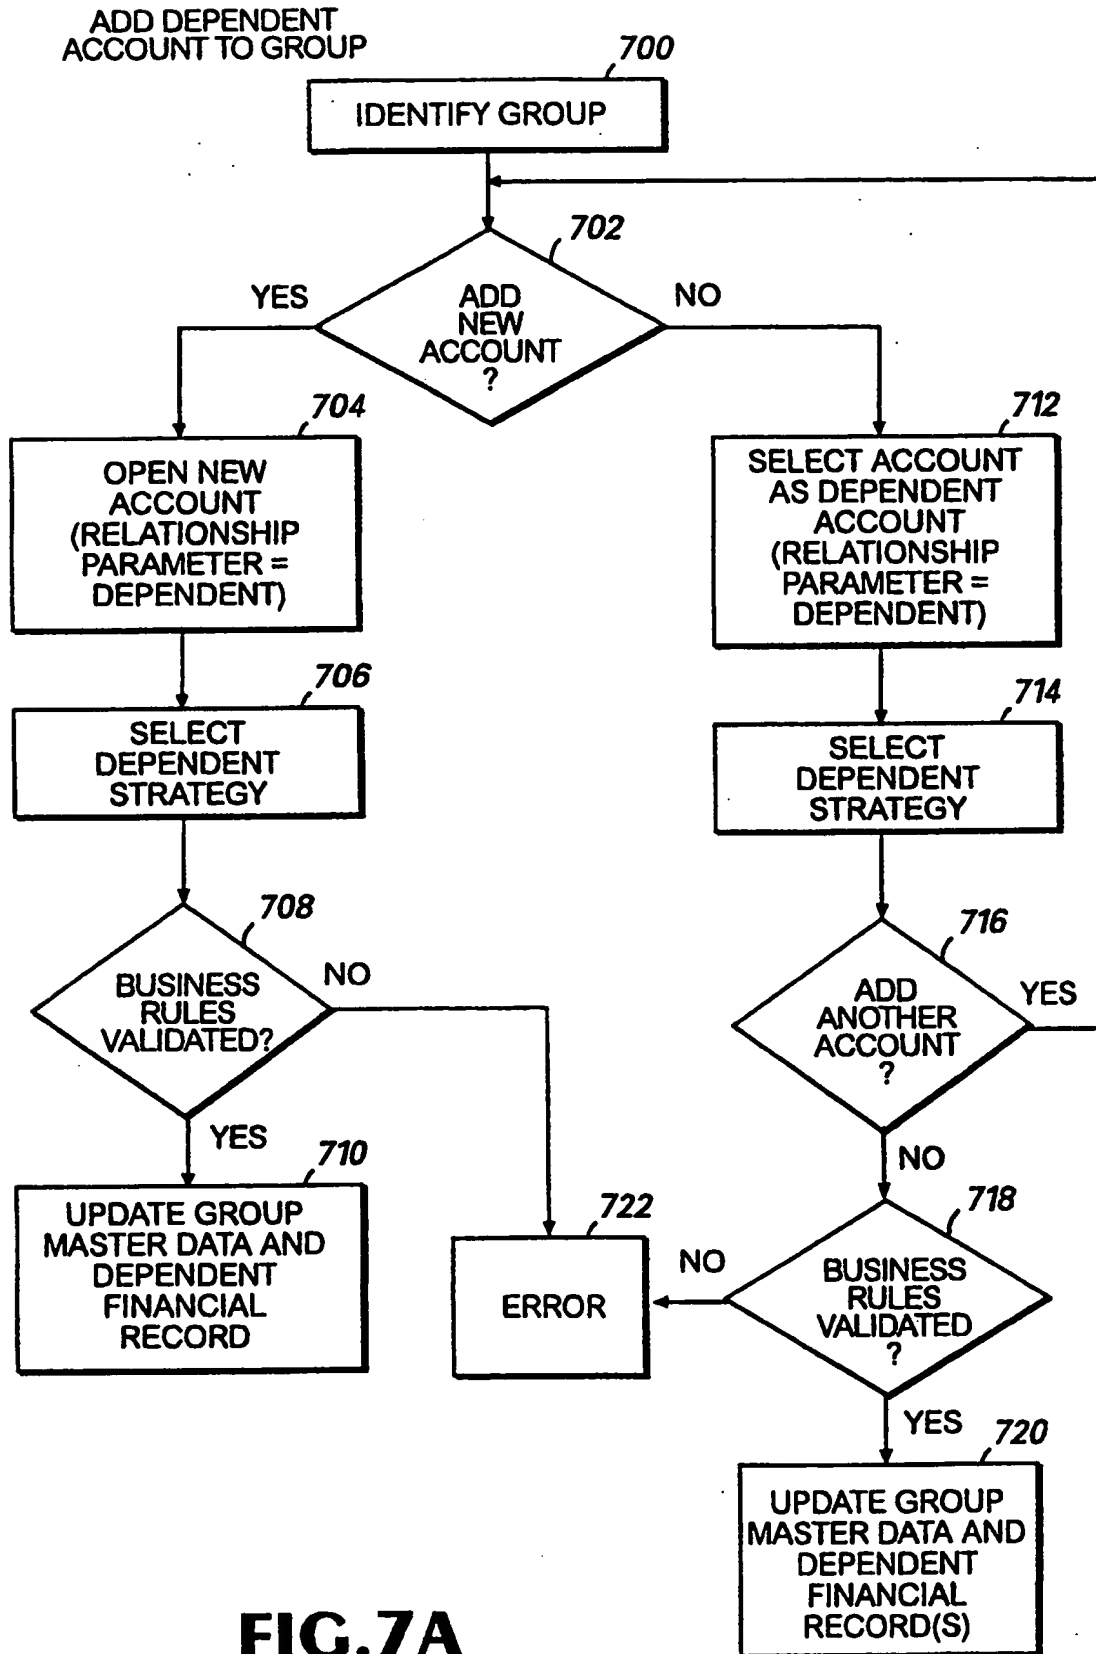 ADD DEPENDENT
ACCOUNT TO GROUP
700
IDENTIFY GROUP
702
YES
ADD
NEW
ACCOUNT
?
NO
704
OPEN NEW
ACCOUNT
(RELATIONSHIP
PARAMETER =
DEPENDENT)
712
SELECT ACCOUNT
AS DEPENDENT
ACCOUNT
(RELATIONSHIP
PARAMETER =
DEPENDENT)
706
SELECT
DEPENDENT
STRATEGY
714
SELECT
DEPENDENT
STRATEGY
708
BUSINESS
RULES
VALIDATED?
NO
YES
716
ADD
ANOTHER
ACCOUNT
?
YES
NO
710
UPDATE GROUP
MASTER DATA AND
DEPENDENT
FINANCIAL
RECORD
722
ERROR
718
NO
BUSINESS
RULES
VALIDATED
?
YES
720
UPDATE GROUP
MASTER DATA AND
DEPENDENT
FINANCIAL
RECORD(S)
FIG.7A